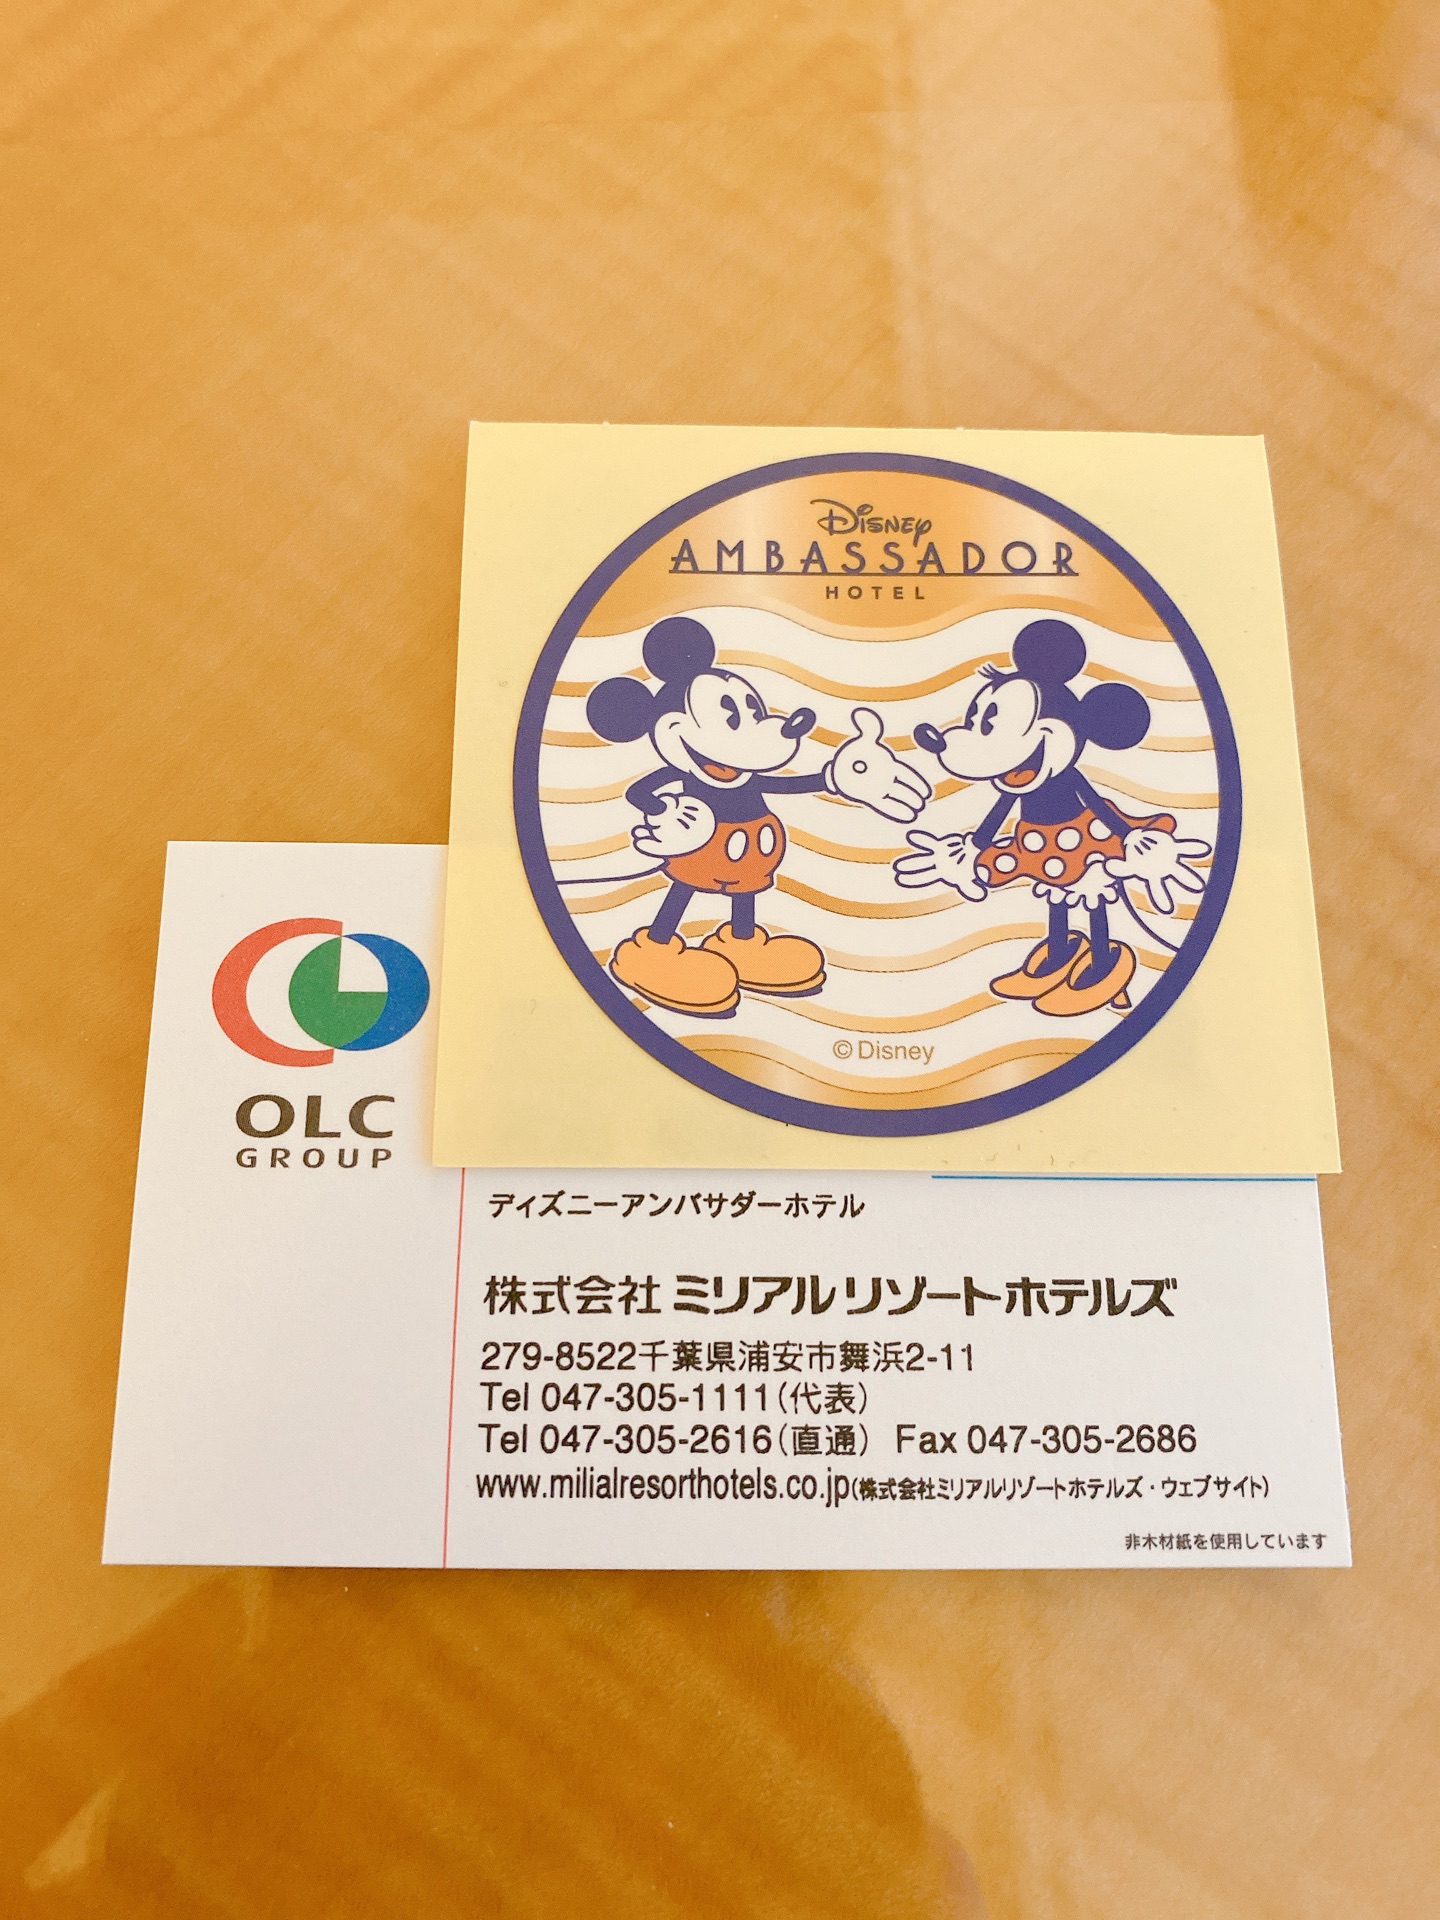 Disney
AMBASSADOR
HOTEL
©Disney
OLC
GROUP
ディズニーアンバサダーホテル
株式会社 ミリアルリゾートホテルズ
279-8522千葉県浦安市舞浜2-11
Tel 047-305-1111(代表)
Tel 047-305-2616(直通) Fax 047-305-2686
www.milialresorthotels.co.jp(株式会社ミリアルリゾートホテルズ・ウェブサイト)
非木材紙を使用しています